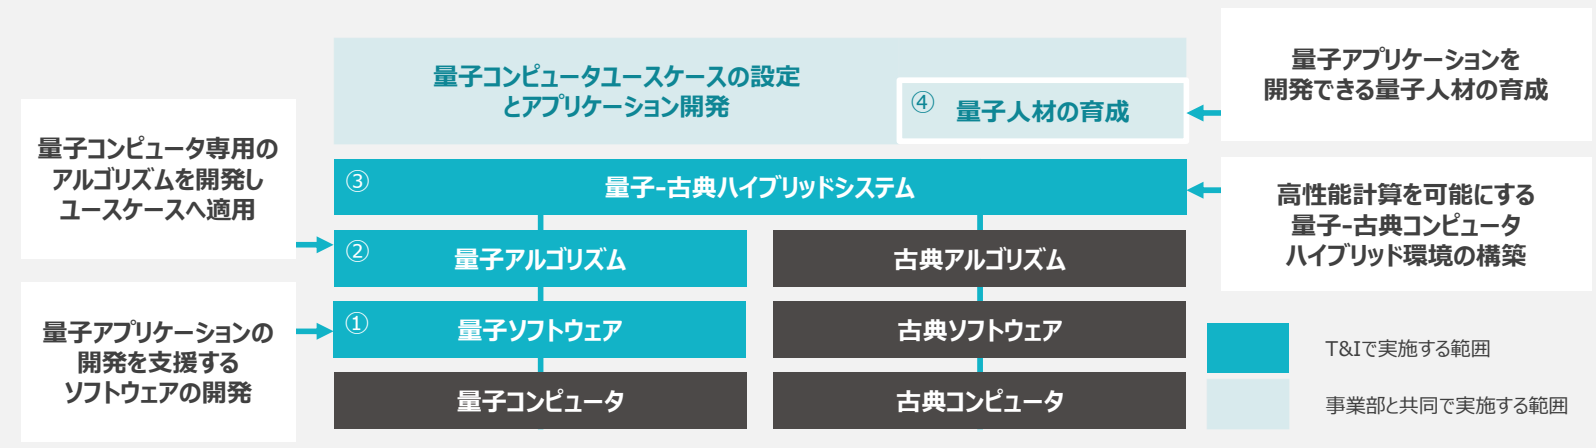 量子コンピュータユースケースの設定
とアプリケーション開発
④ 量子人材の育成
量子アプリケーションを
開発できる量子人材の育成
量子コンピュータ専用の
アルゴリズムを開発し
ユースケースへ適用
③ 量子-古典ハイブリッドシステム
高性能計算を可能にする
量子-古典コンピュータ
ハイブリッド環境の構築
② 量子アルゴリズム
古典アルゴリズム
量子アプリケーションの
開発を支援する
ソフトウェアの開発
① 量子ソフトウェア
古典ソフトウェア
量子コンピュータ
古典コンピュータ
T&Iで実施する範囲
事業部と共同で実施する範囲